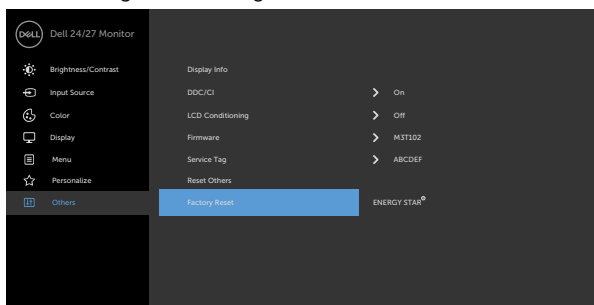 DELL Dell 24/27 Monitor
Brightness/Contrast Display Info
Input Source DDC/CI On
Color LCD Conditioning Off
Display Firmware M3T102
Menu Service Tag ABCDEF
Personalize Reset Others
Others Factory Reset ENERGY STAR®